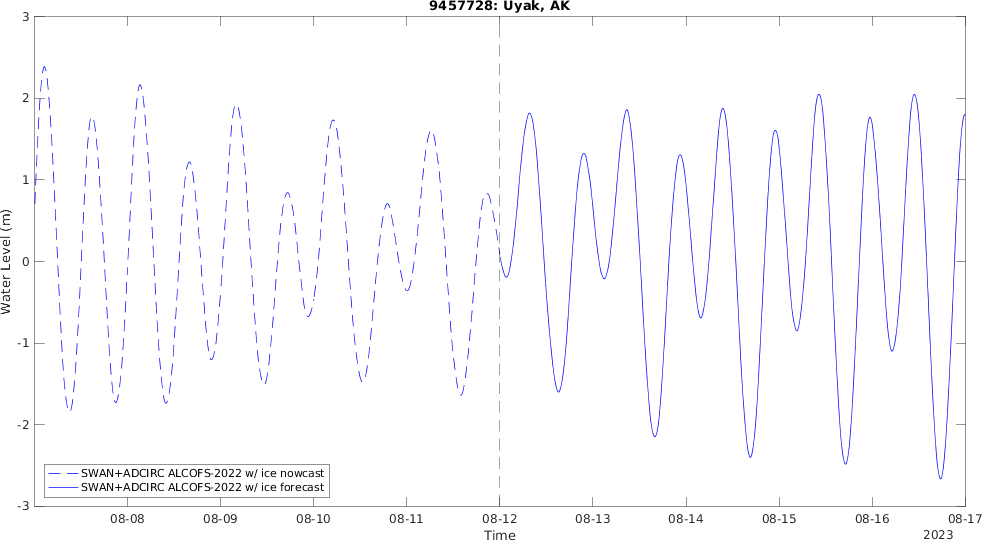 9457728: Uyak, AK
3
2
1
0
-1
-2
-3
Water Level (m)
SWAN+ADCIRC ALCOFS-2022 w/ ice nowcast
SWAN+ADCIRC ALCOFS-2022 w/ ice forecast
08-08 08-09 08-10 08-11 08-12 08-13 08-14 08-15 08-16 08-17
Time
2023